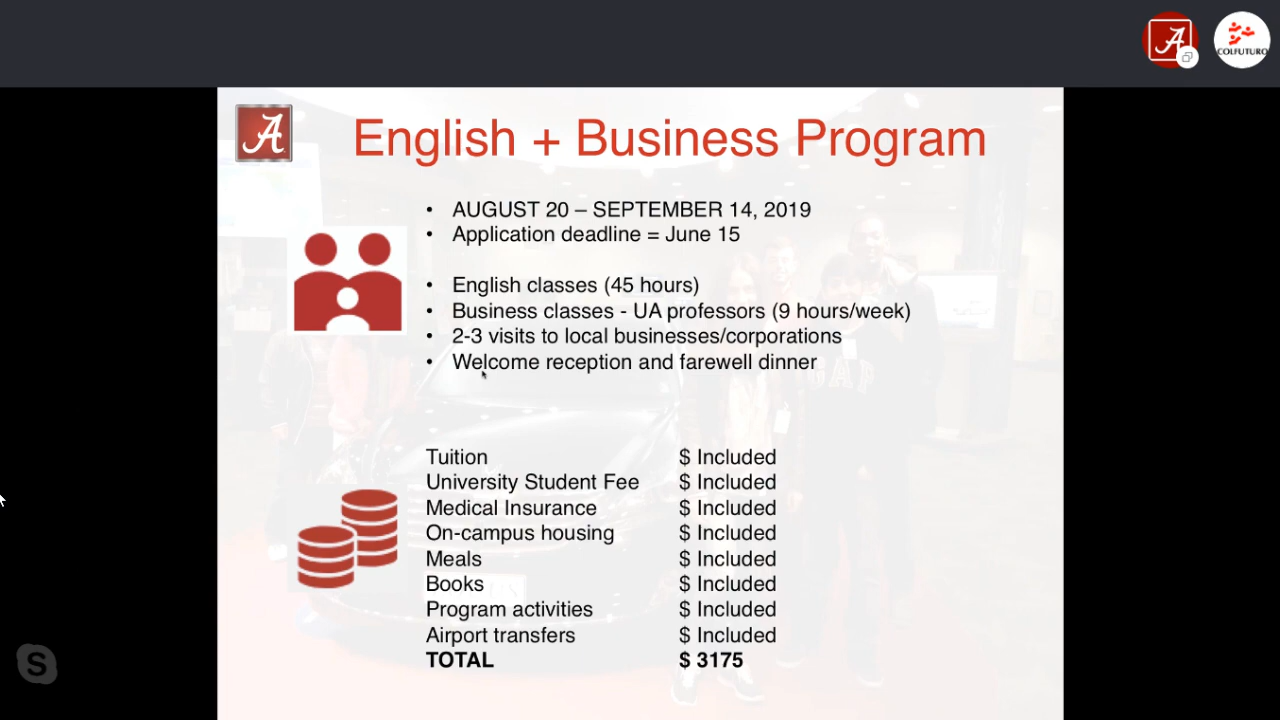 A
COLFUTURO
A
English + Business Program
• AUGUST 20 – SEPTEMBER 14, 2019
• Application deadline = June 15
• English classes (45 hours)
• Business classes - UA professors (9 hours/week)
• 2-3 visits to local businesses/corporations
• Welcome reception and farewell dinner
Tuition $ Included
University Student Fee $ Included
Medical Insurance $ Included
On-campus housing $ Included
Meals $ Included
Books $ Included
Program activities $ Included
Airport transfers $ Included
TOTAL $ 3175
GAP
S